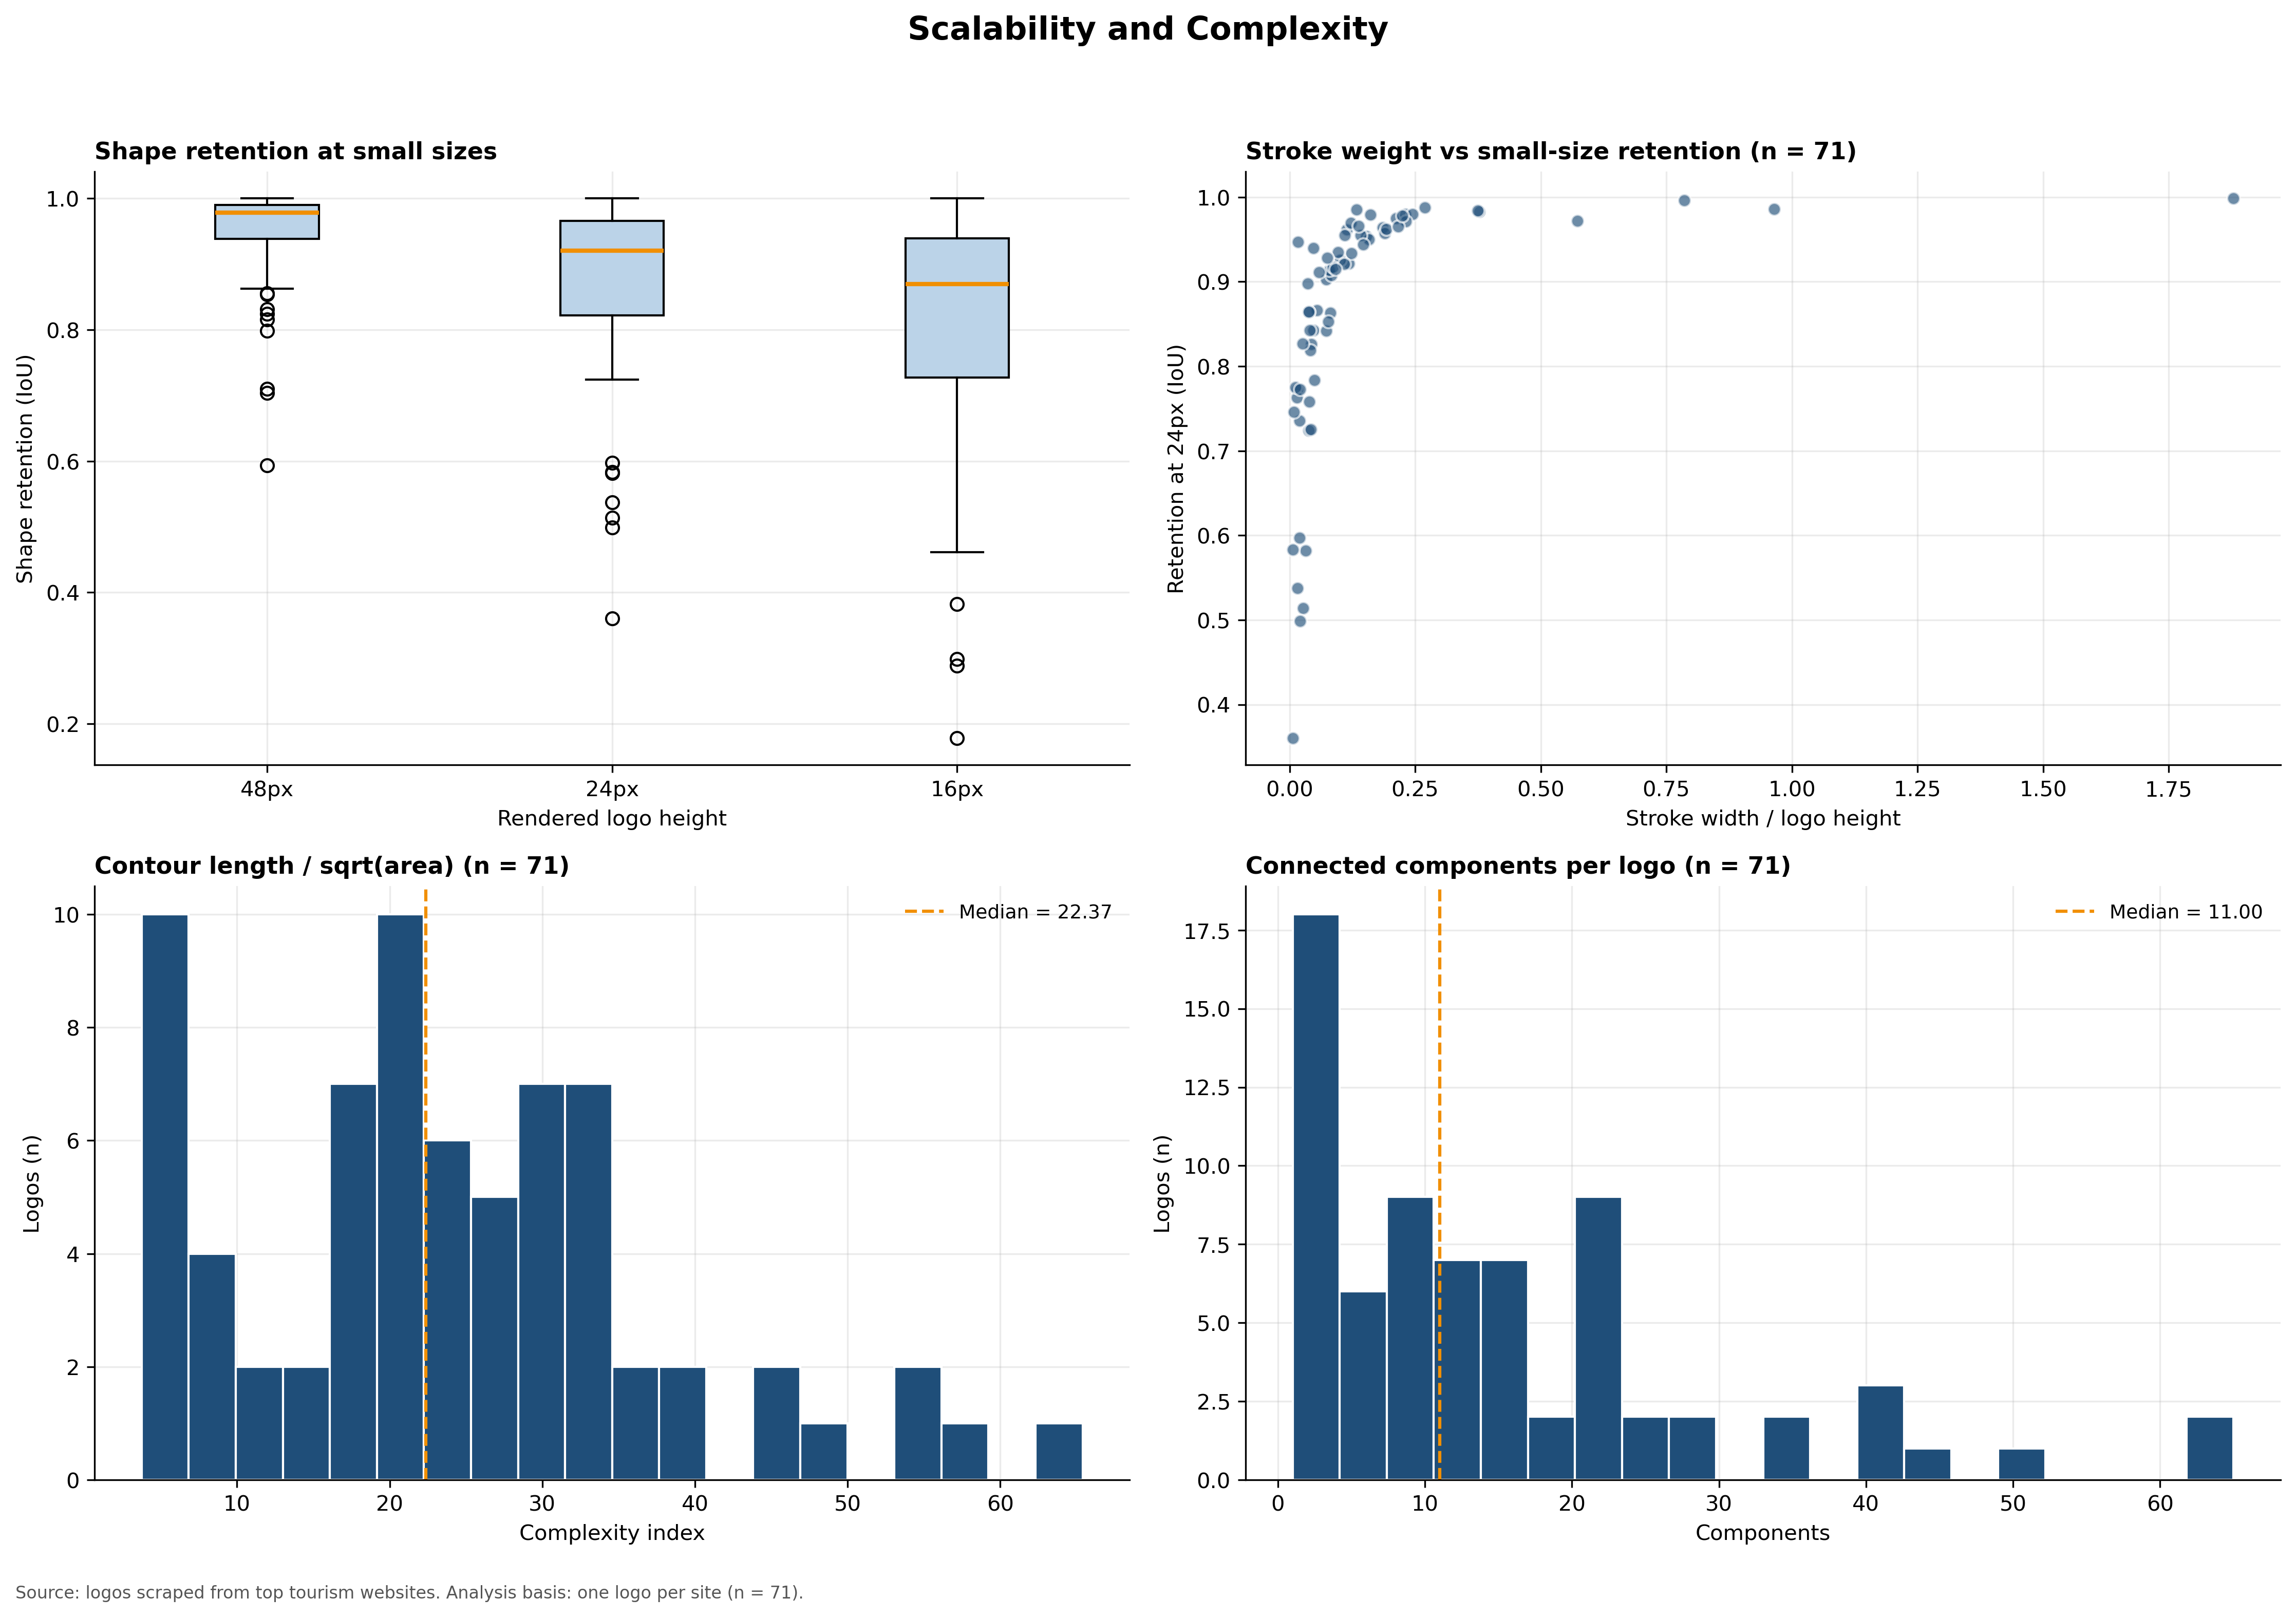 Scalability and Complexity
Shape retention at small sizes
Shape retention (IoU)
1.0
0.8
0.6
0.4
0.2
48px
24px
16px
Rendered logo height
Stroke weight vs small-size retention (n = 71)
Retention at 24px (IoU)
1.0
0.9
0.8
0.7
0.6
0.5
0.4
0.00
0.25
0.50
0.75
1.00
1.25
1.50
1.75
Stroke width / logo height
Contour length / sqrt(area) (n = 71)
Median = 22.37
Logos (n)
10
8
6
4
2
0
10
20
30
40
50
60
Complexity index
Connected components per logo (n = 71)
Median = 11.00
Logos (n)
17.5
15.0
12.5
10.0
7.5
5.0
2.5
0.0
0
10
20
30
40
50
60
Components
Source: logos scraped from top tourism websites. Analysis basis: one logo per site (n = 71).